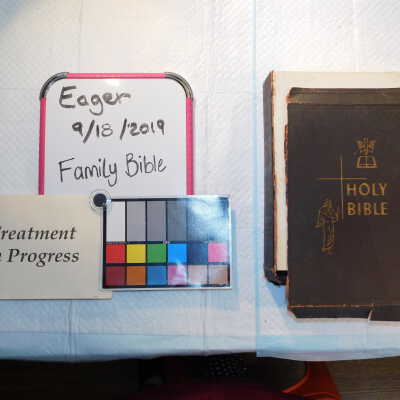 Eager
9/18/2019
Family Bible
Treatment
Progress
HOLY
BIBLE